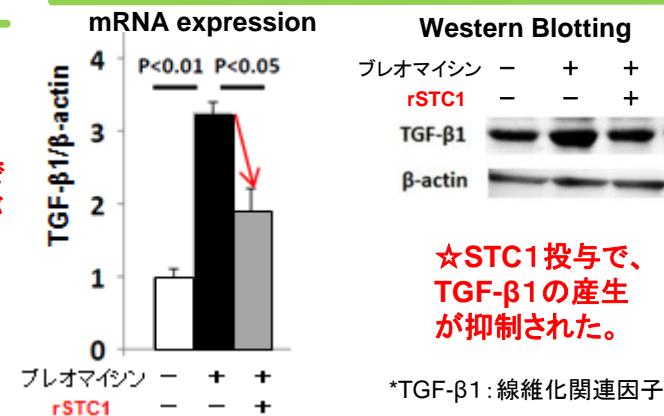 mRNA expression
P<0.01 P<0.05
TGF-β1/β-actin
4
3
2
1
0
ブレオマイシン － ＋ ＋
rSTC1 － － ＋
Western Blotting
ブレオマイシン － ＋ ＋
rSTC1 － － ＋
TGF-β1
β-actin
☆STC1投与で、
TGF-β1の産生
が抑制された。
*TGF-β1：線維化関連因子